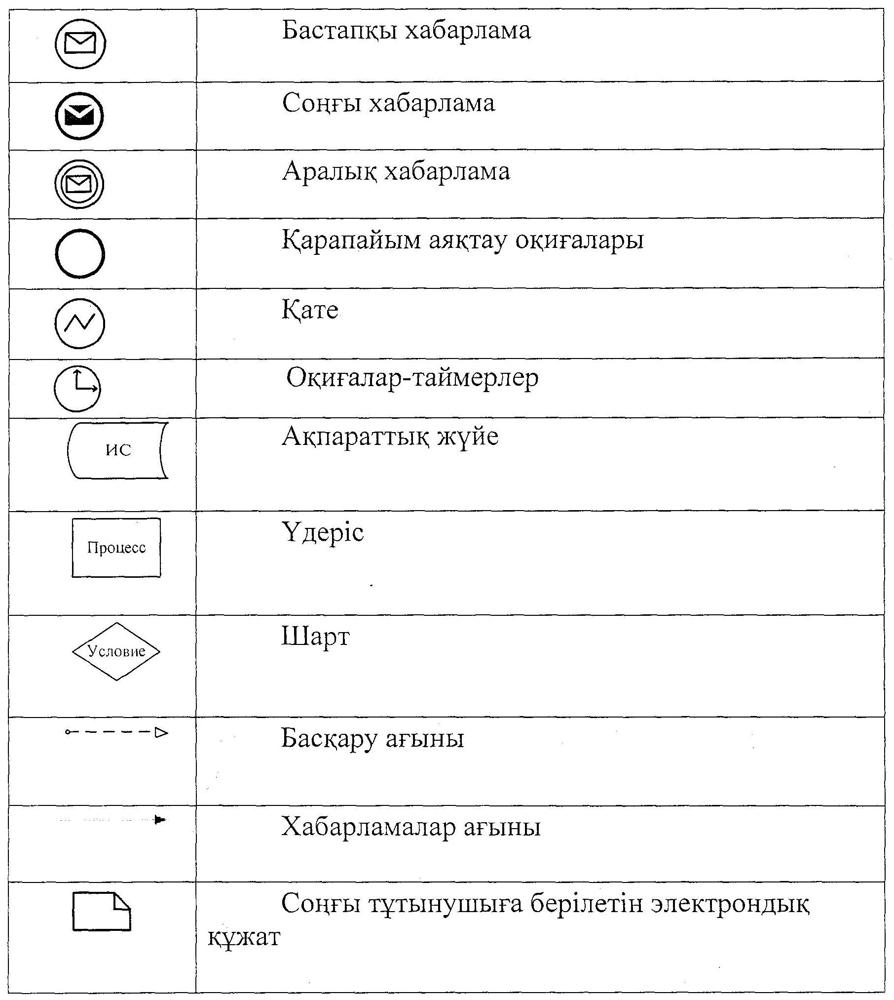 Бастапқы хабарлама
Соңғы хабарлама
Аралық хабарлама
Қарапайым аяқтау оқиғалары
Қате
Оқиғалар-таймерлер
ИС
Ақпараттық жүйе
Процесс
Үдеріс
Условие
Шарт
Басқару ағыны
Хабарламалар ағыны
Соңғы тұтынушыға берілетін электрондық
құжат